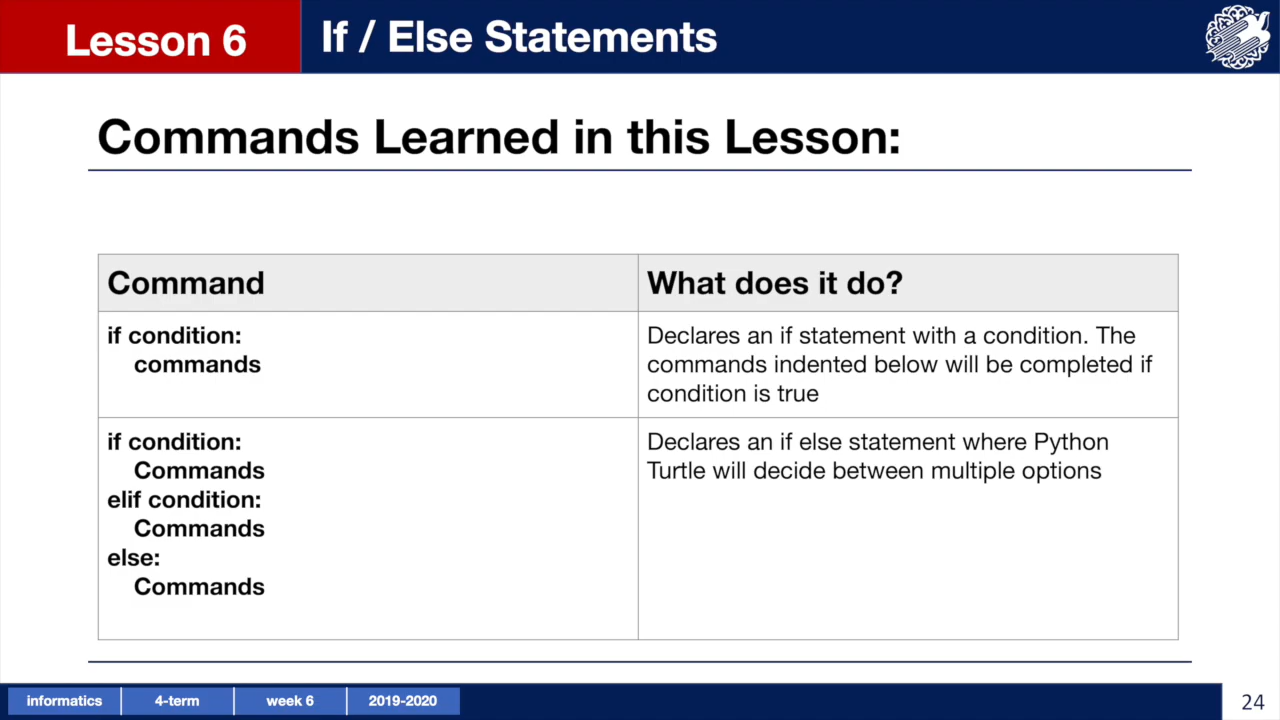 Lesson 6
If / Else Statements
Commands Learned in this Lesson:
Command
What does it do?
if condition:
commands
Declares an if statement with a condition. The
commands indented below will be completed if
condition is true
if condition:
Commands
elif condition:
Commands
else:
Commands
Declares an if else statement where Python
Turtle will decide between multiple options
informatics
4-term
week 6
2019-2020
24